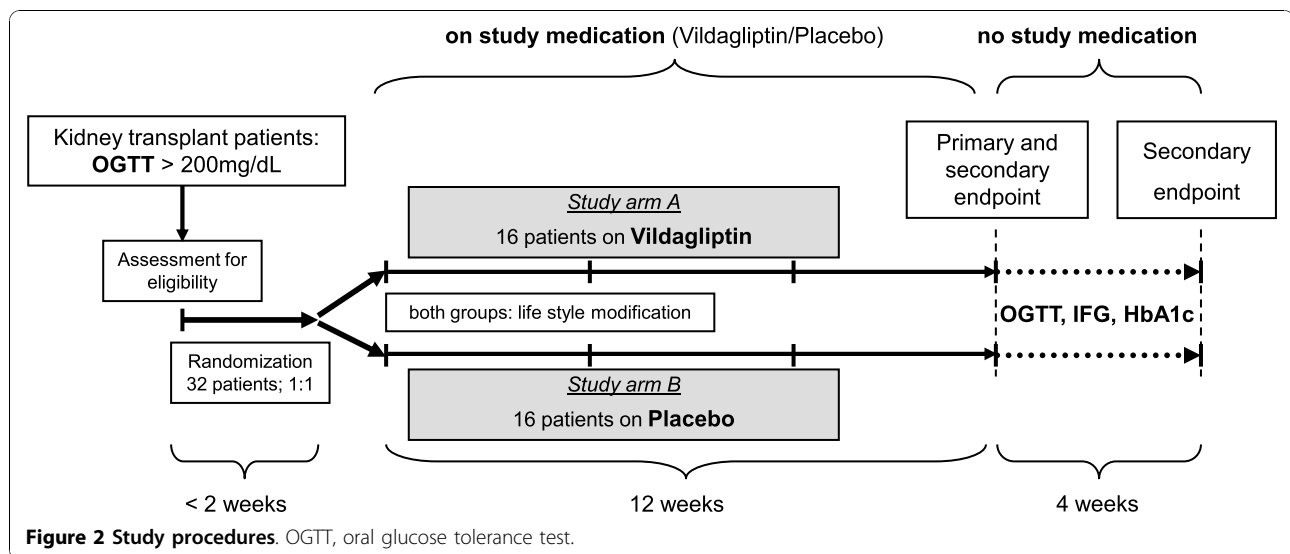 on study medication (Vildagliptin/Placebo)
no study medication
Kidney transplant patients:
OGTT > 200mg/dL
Primary and
secondary
endpoint
Secondary
endpoint
Study arm A
16 patients on Vildagliptin
Assessment for
eligibility
both groups: life style modification
OGTT, IFG, HbA1c
Randomization
32 patients; 1:1
Study arm B
16 patients on Placebo
< 2 weeks
12 weeks
4 weeks
Figure 2 Study procedures. OGTT, oral glucose tolerance test.